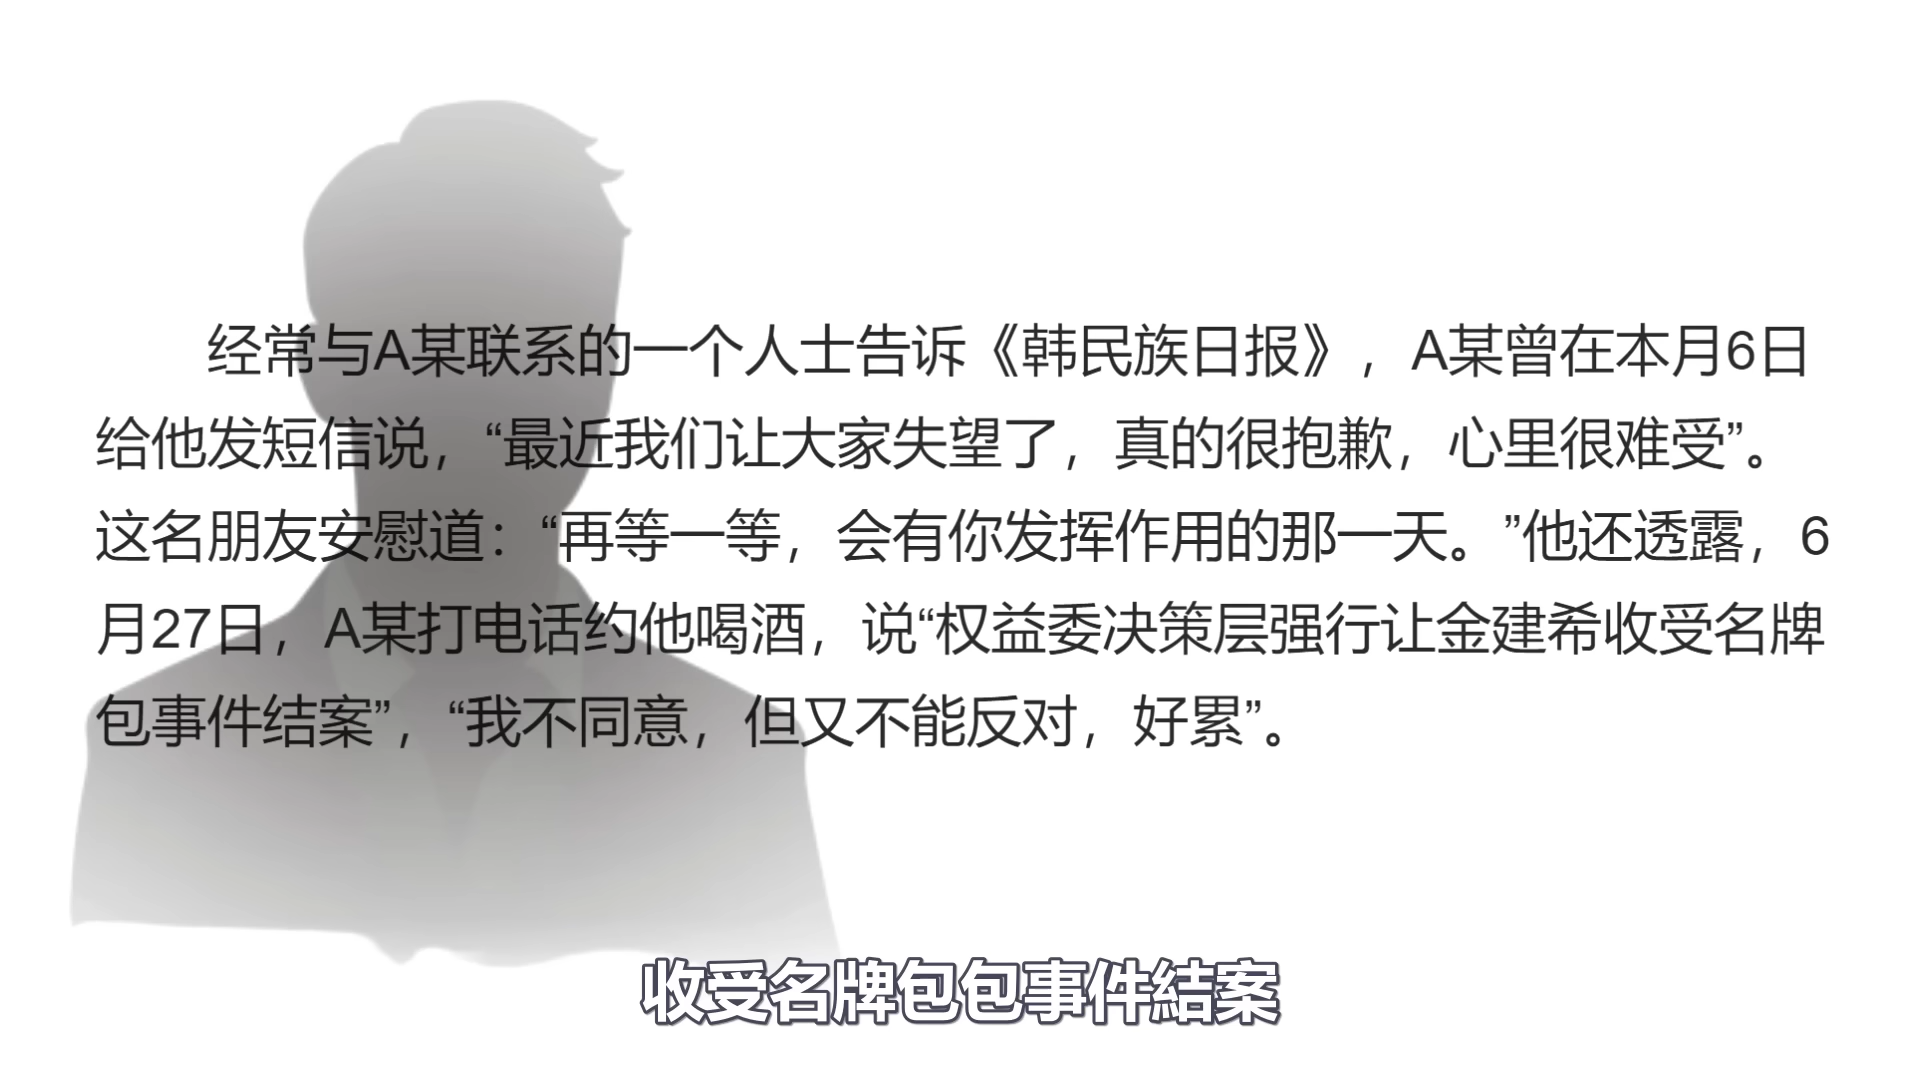 经常与A某联系的一个人士告诉《韩民族日报》，A某曾在本月6日
给他发短信说，“最近我们让大家失望了，真的很抱歉，心里很难受”。
这名朋友安慰道：“再等一等，会有你发挥作用的那一天。”他还透露，6
月27日，A某打电话约他喝酒，说“权益委决策层强行让金建希收受名牌
包事件结案”，“我不同意，但又不能反对，好累”。
收受名牌包包事件結案